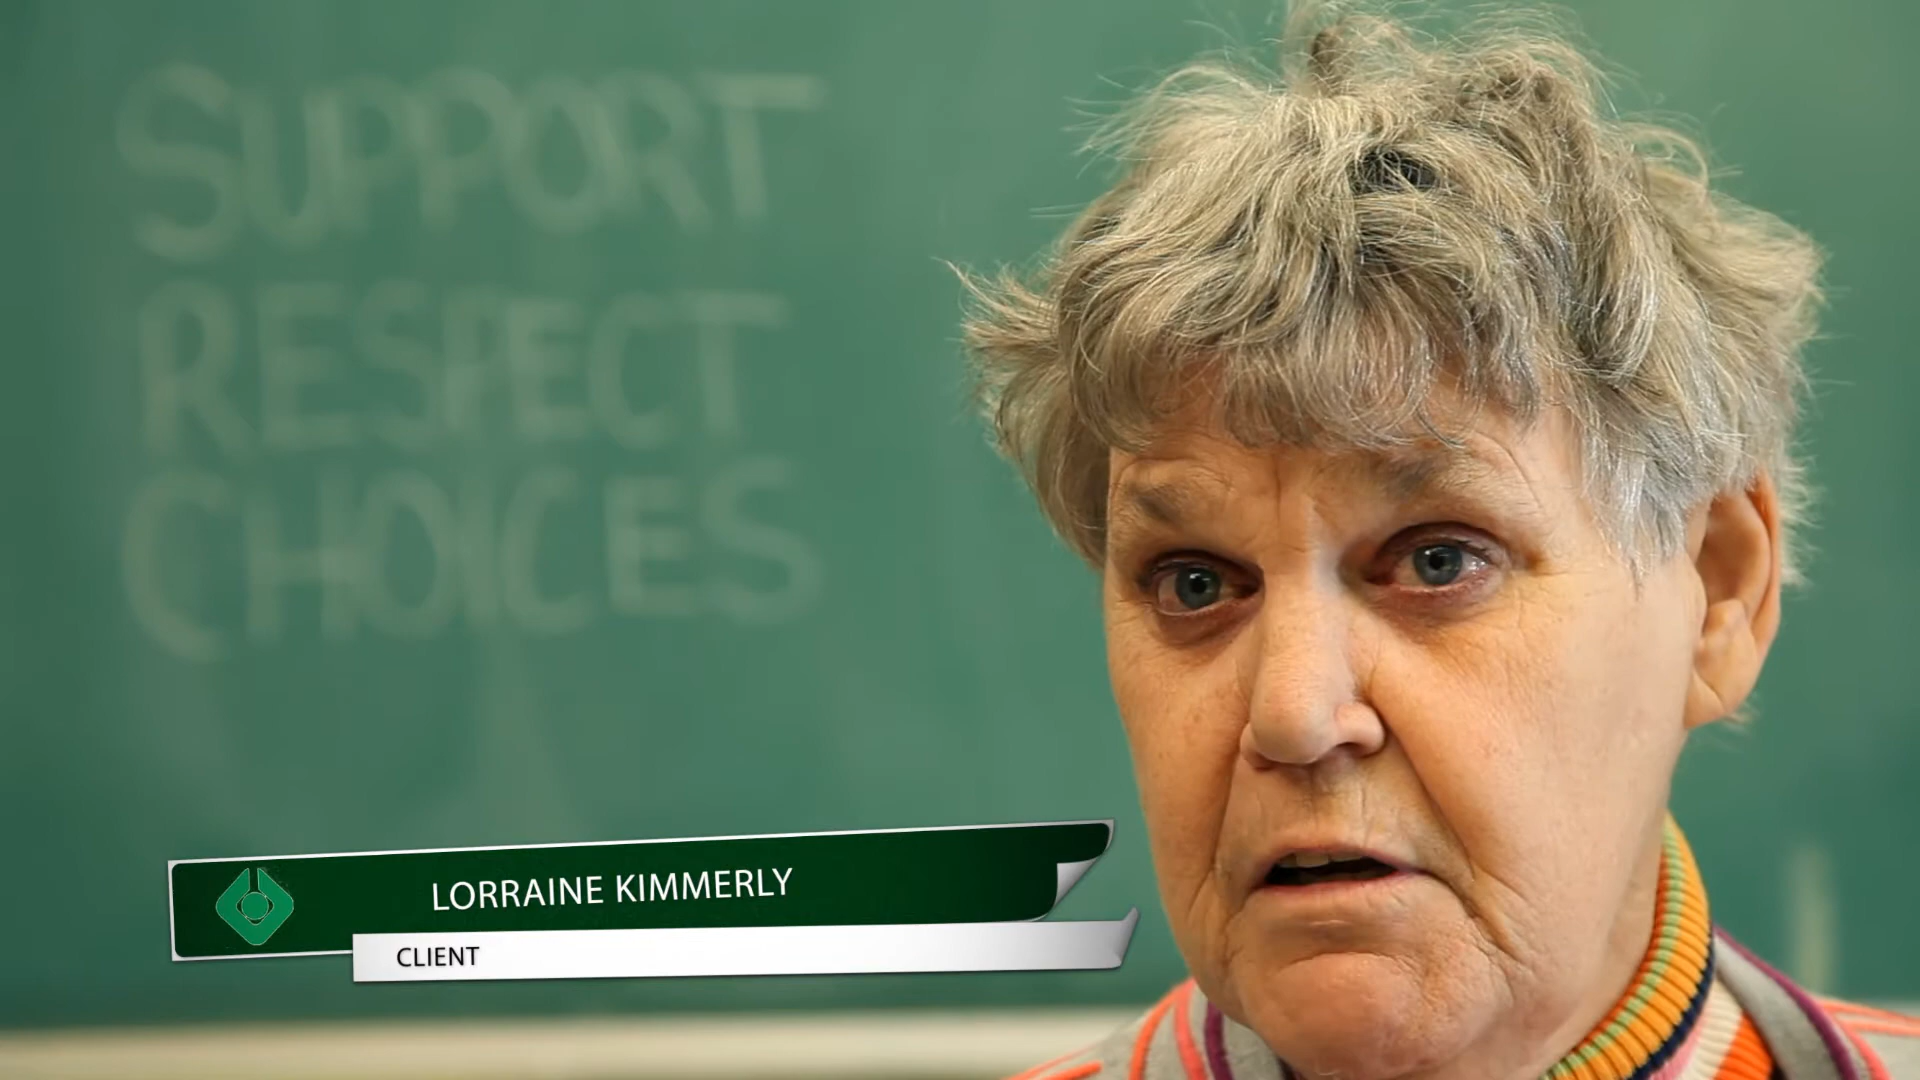 SUPPORT
RESPECT
CHOICES
LORRAINE KIMMERLY
CLIENT